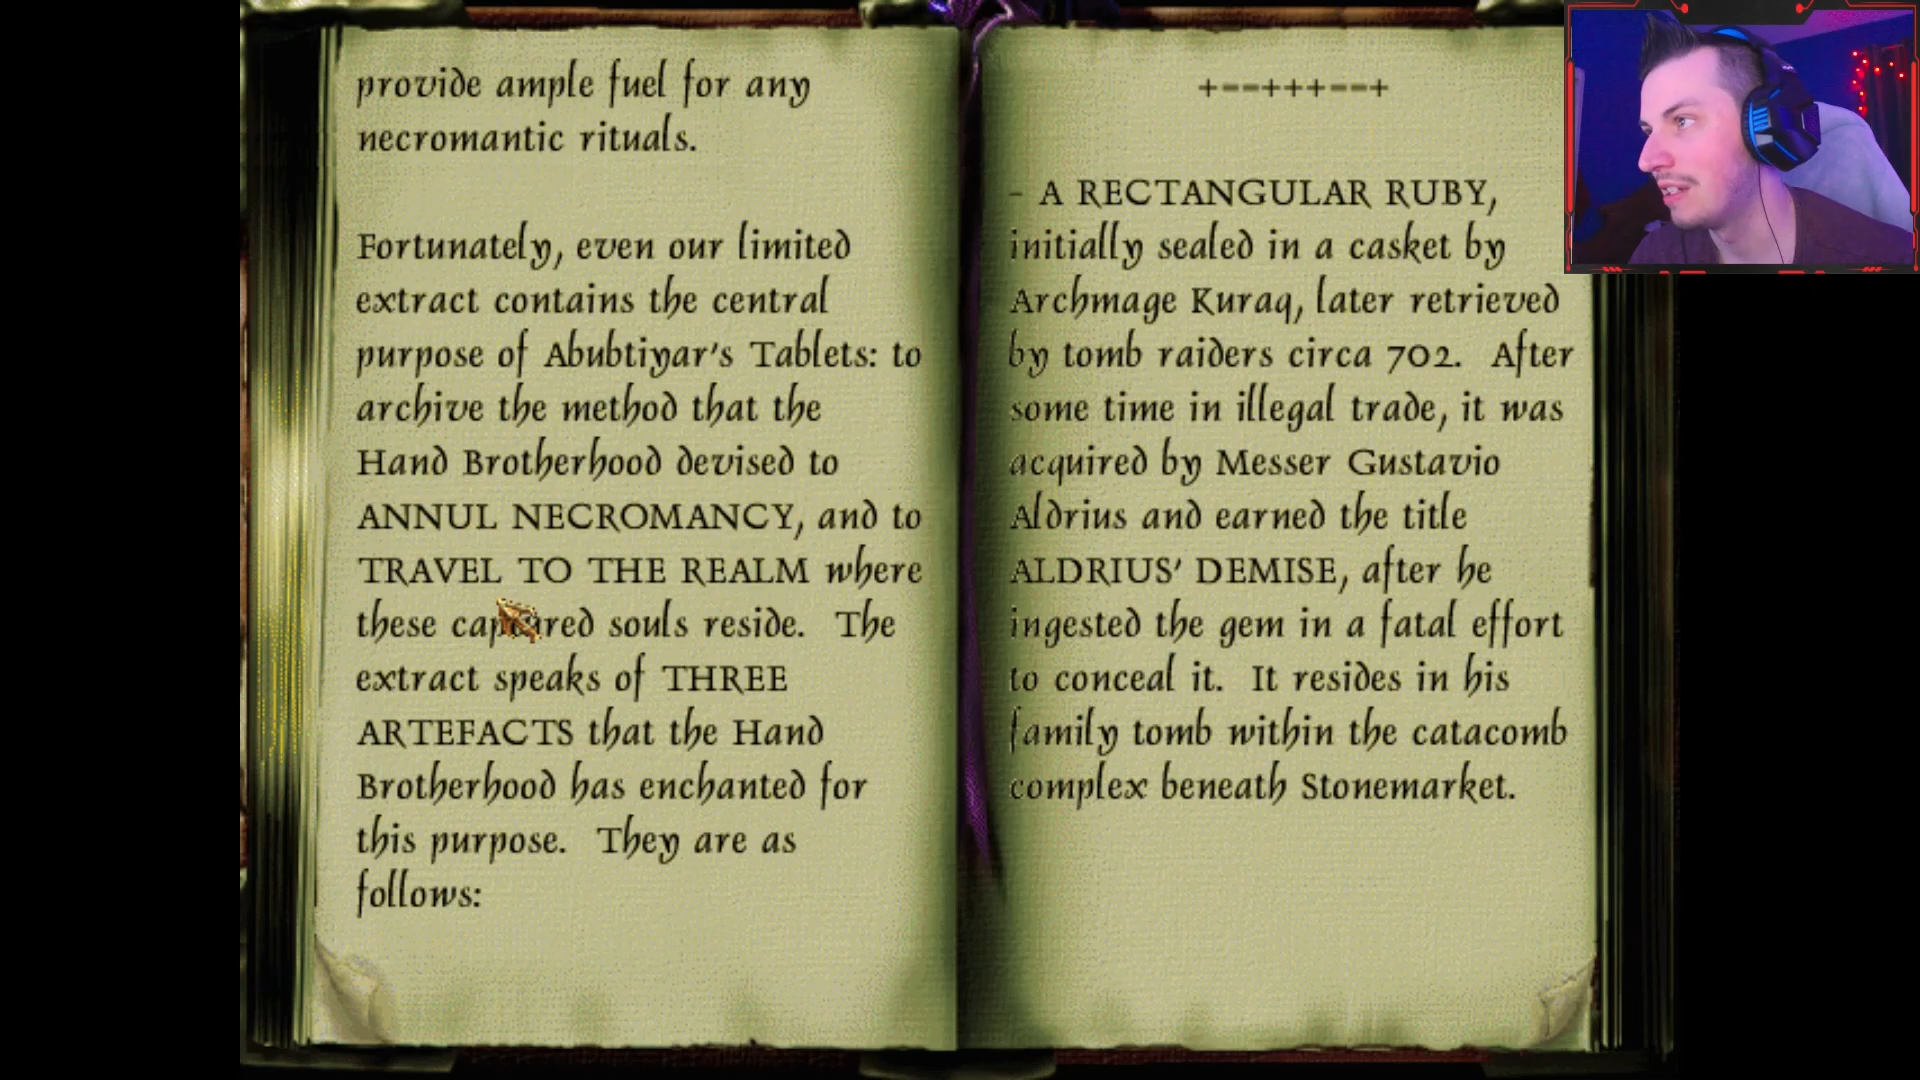 provide ample fuel for any
necromantic rituals.
Fortunately, even our limited
extract contains the central
purpose of Abubtiyar's Tablets: to
archive the method that the
Hand Brotherhood devised to
ANNUL NECROMANCY, and to
TRAVEL TO THE REALM where
these captured souls reside. The
extract speaks of THREE
ARTEFACTS that the Hand
Brotherhood has enchanted for
this purpose. They are as
follows:
+--+++--+
- A RECTANGULAR RUBY,
initially sealed in a casket by
Archmage Kuraq, later retrieved
by tomb raiders circa 702. After
some time in illegal trade, it was
acquired by Messer Gustavio
Aldrius and earned the title
ALDRIUS' DEMISE, after he
ingested the gem in a fatal effort
to conceal it. It resides in his
family tomb within the catacomb
complex beneath Stonemarket.